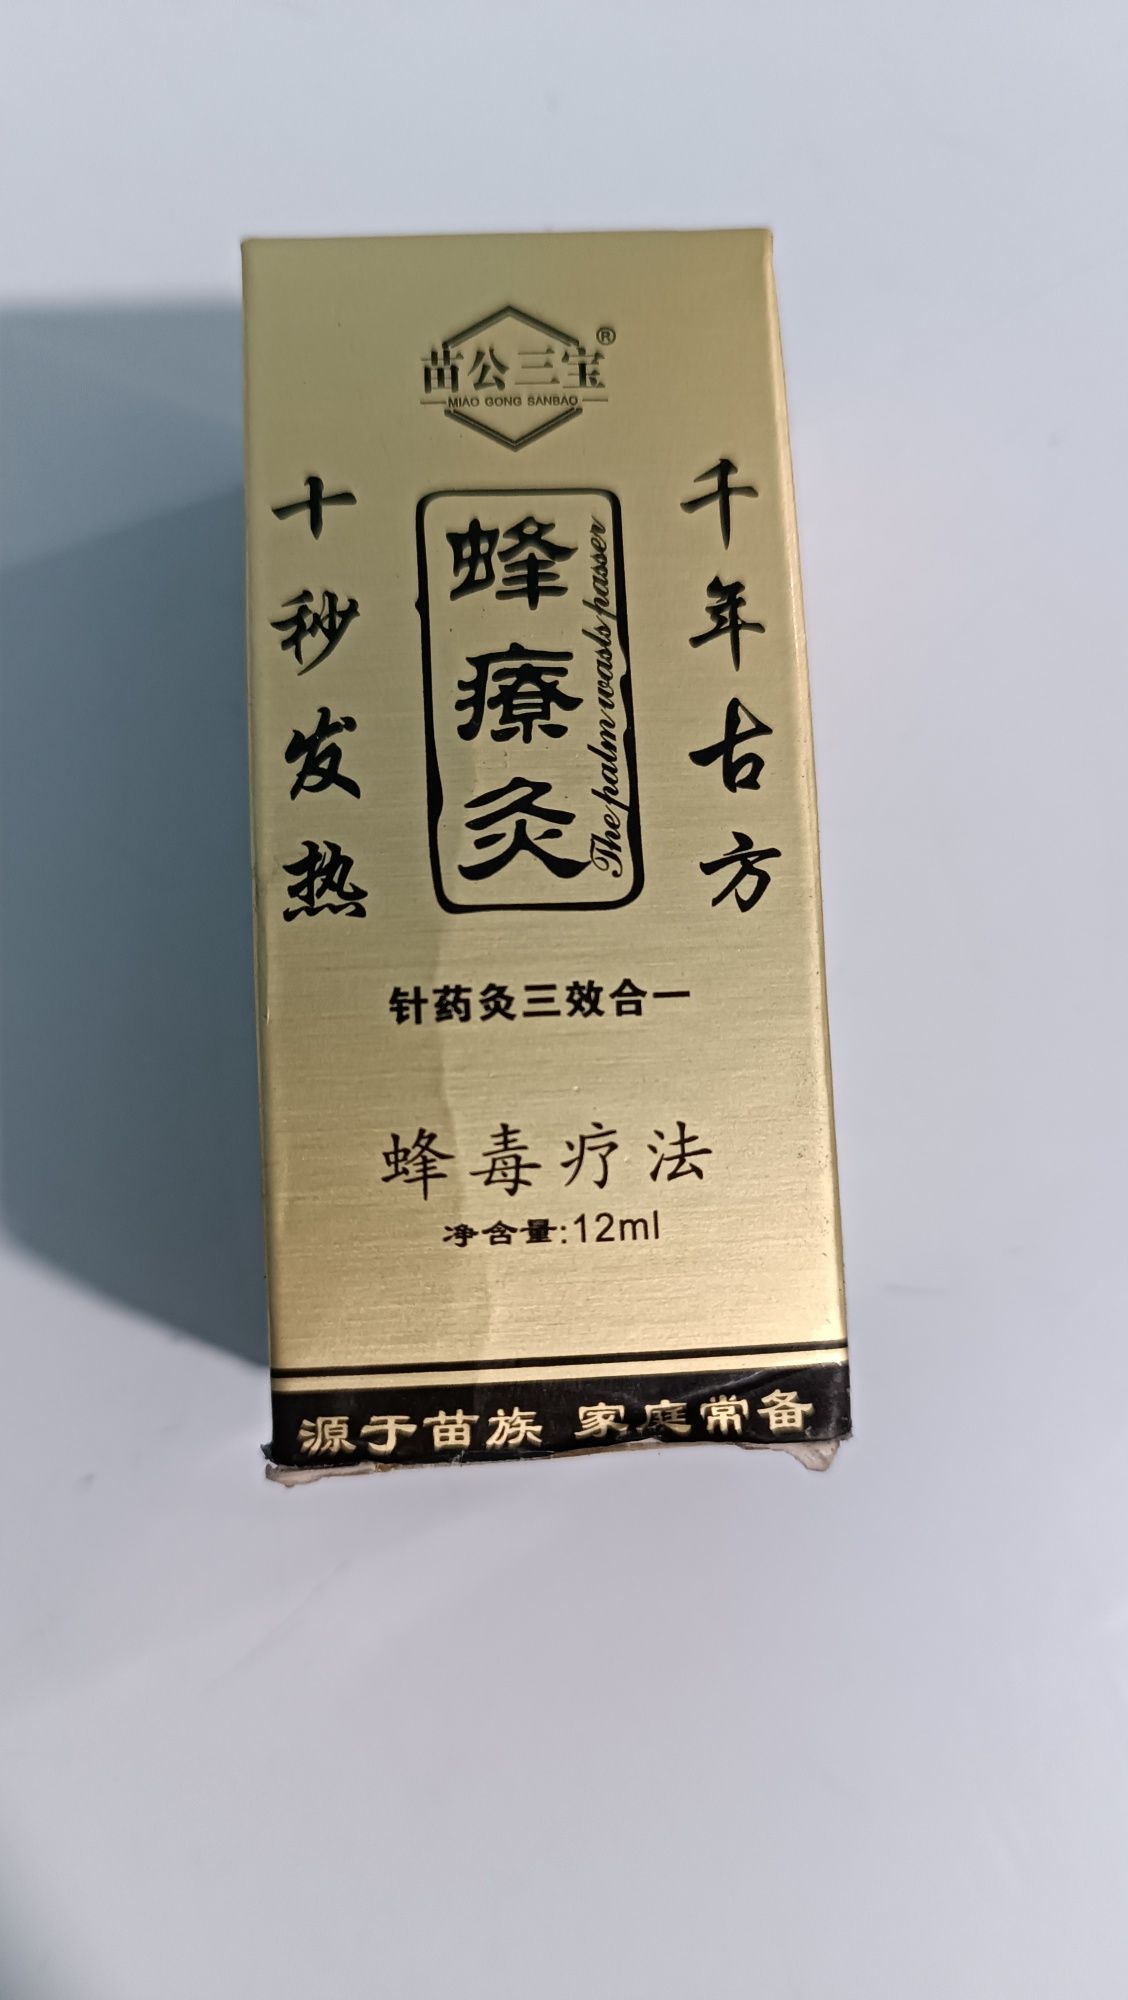 苗公三宝®
MIAO GONG SANBAO
千年古方
蜂療灸
The palm wasls passer
十秒发热
针药灸三效合一
蜂毒疗法
净含量:12ml
源于苗族 家庭常备